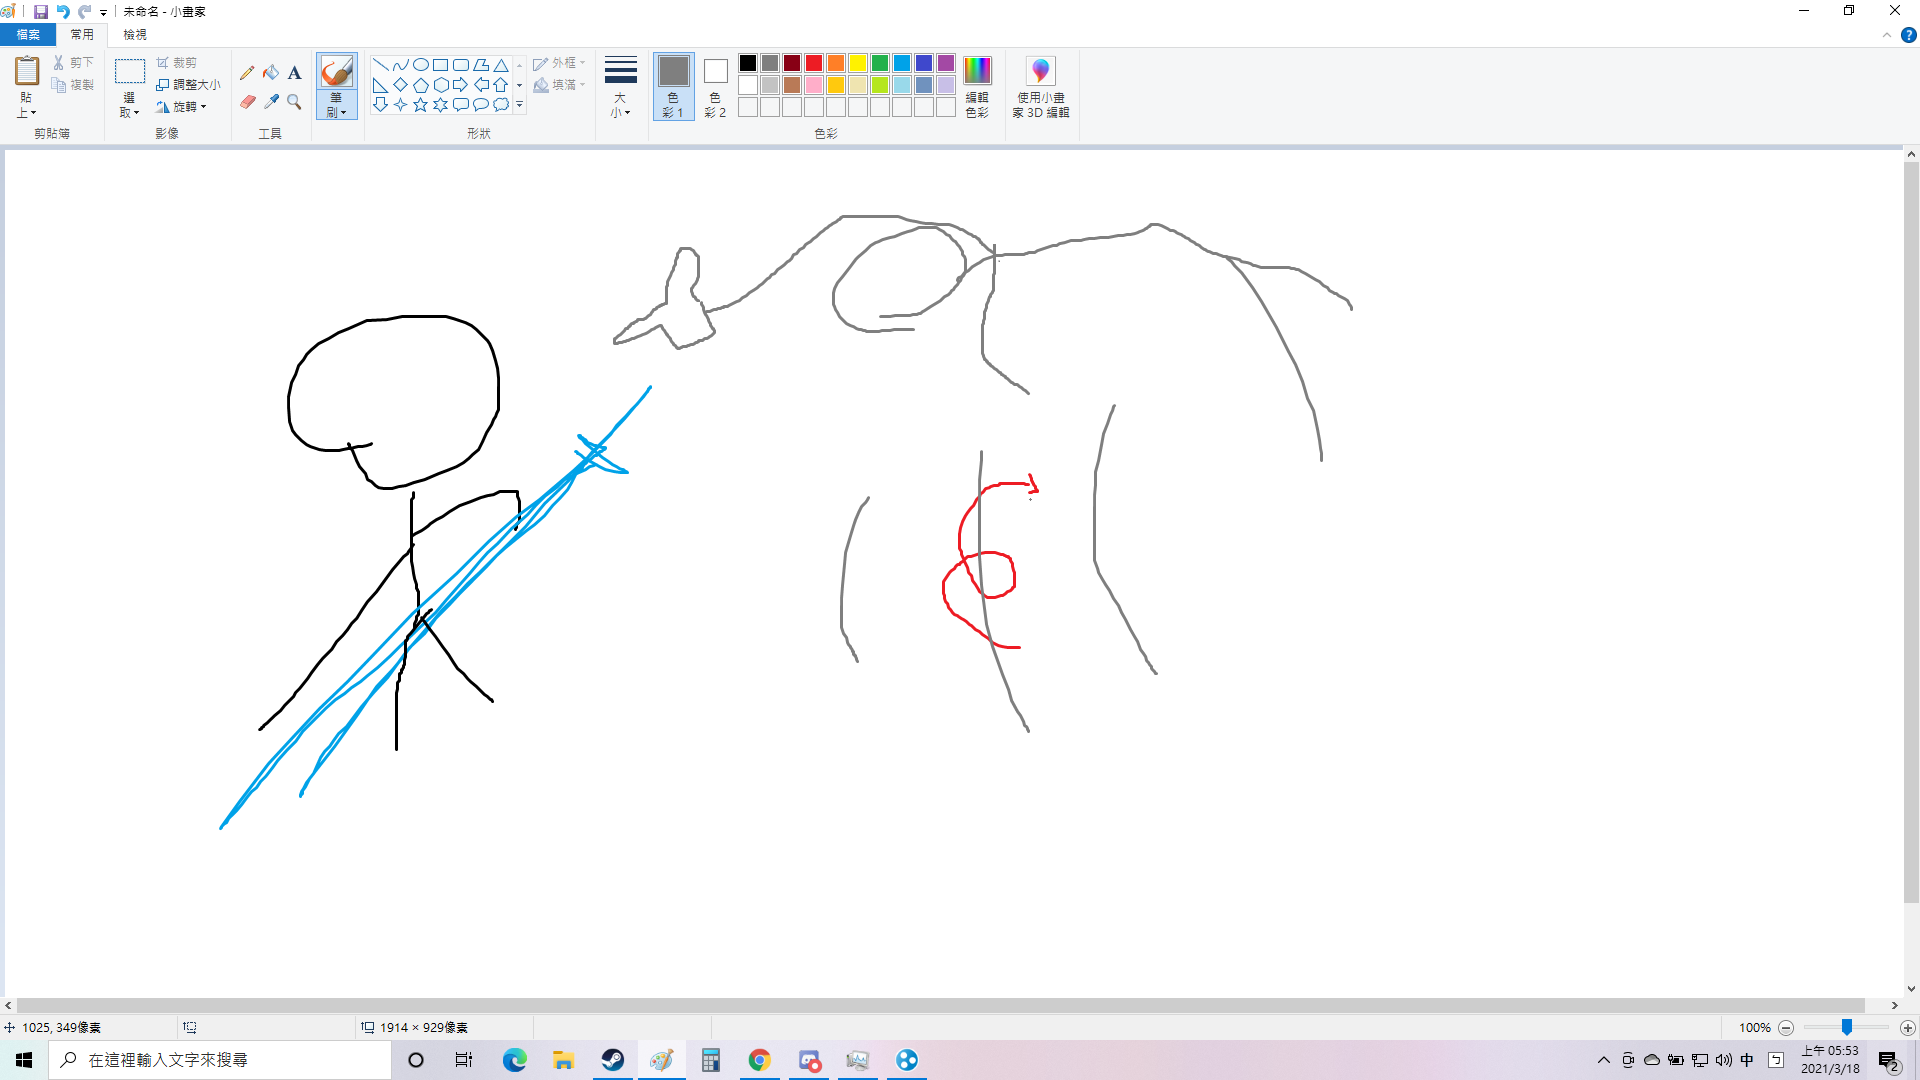 未命名 - 小畫家
檔案 常用 檢視
貼上 剪下 複製 剪貼簿
選取 裁剪 調整大小 旋轉 影像
A 工具
筆刷
外框 填滿 形狀
大小
色彩 1 色彩 2 編輯色彩 色彩
使用小畫家 3D 編輯
1025, 349像素 1914 × 929像素 100%
在這裡輸入文字來搜尋
中
上午 05:53
2021/3/18
2